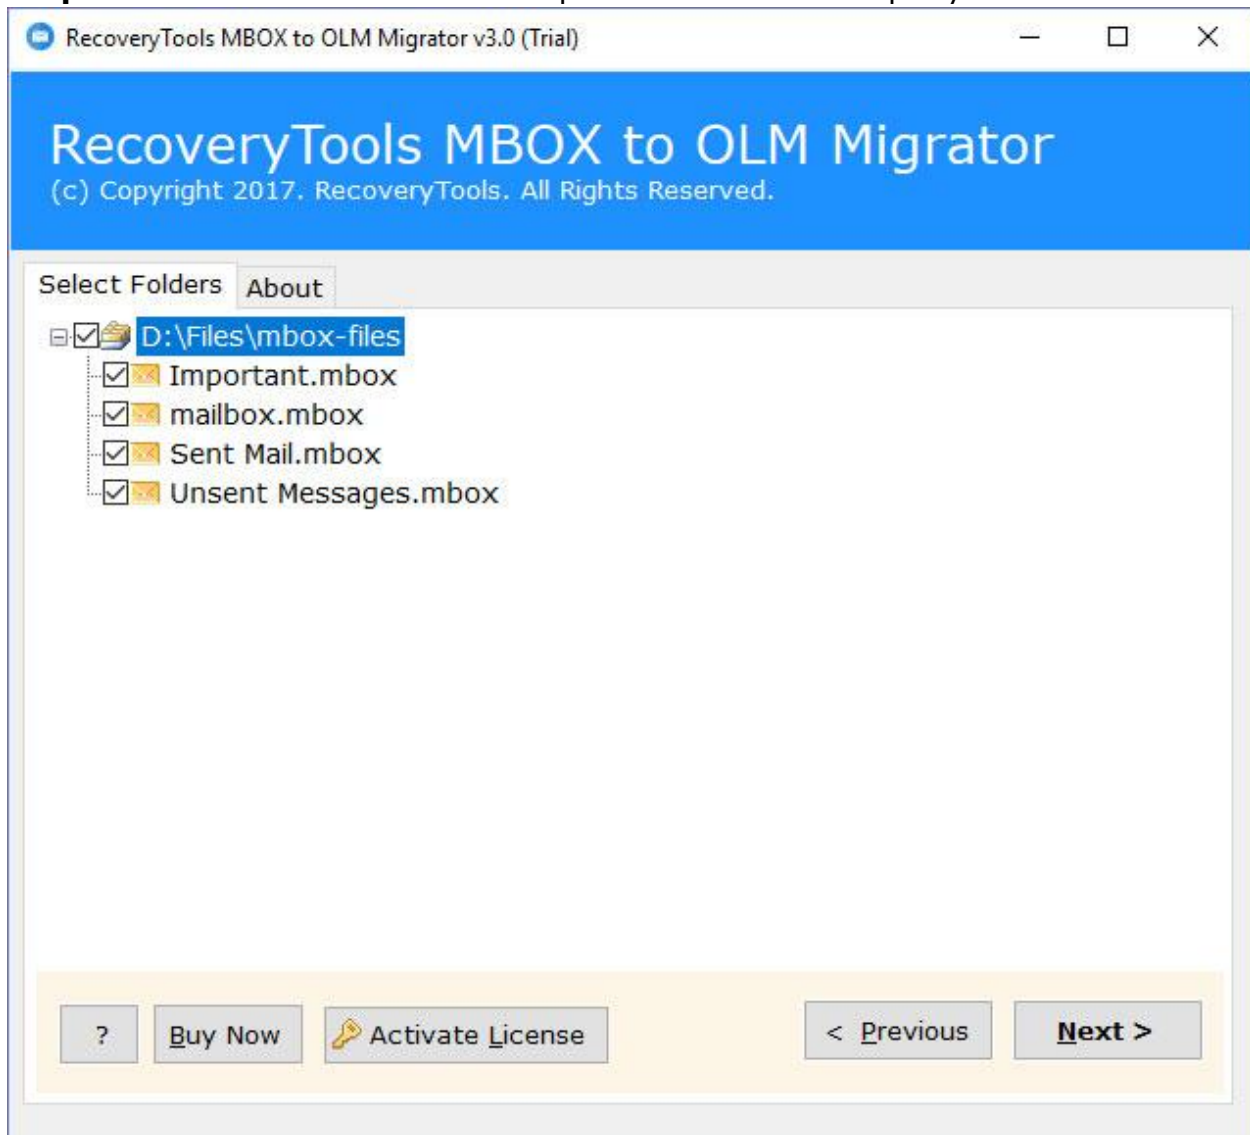 RecoveryTools MBOX to OLM Migrator v3.0 (Trial)
RecoveryTools MBOX to OLM Migrator
(c) Copyright 2017. RecoveryTools. All Rights Reserved.
Select Folders About
D:\Files\mbox-files
Important.mbox
mailbox.mbox
Sent Mail.mbox
Unsent Messages.mbox
? Buy Now Activate License < Previous Next >